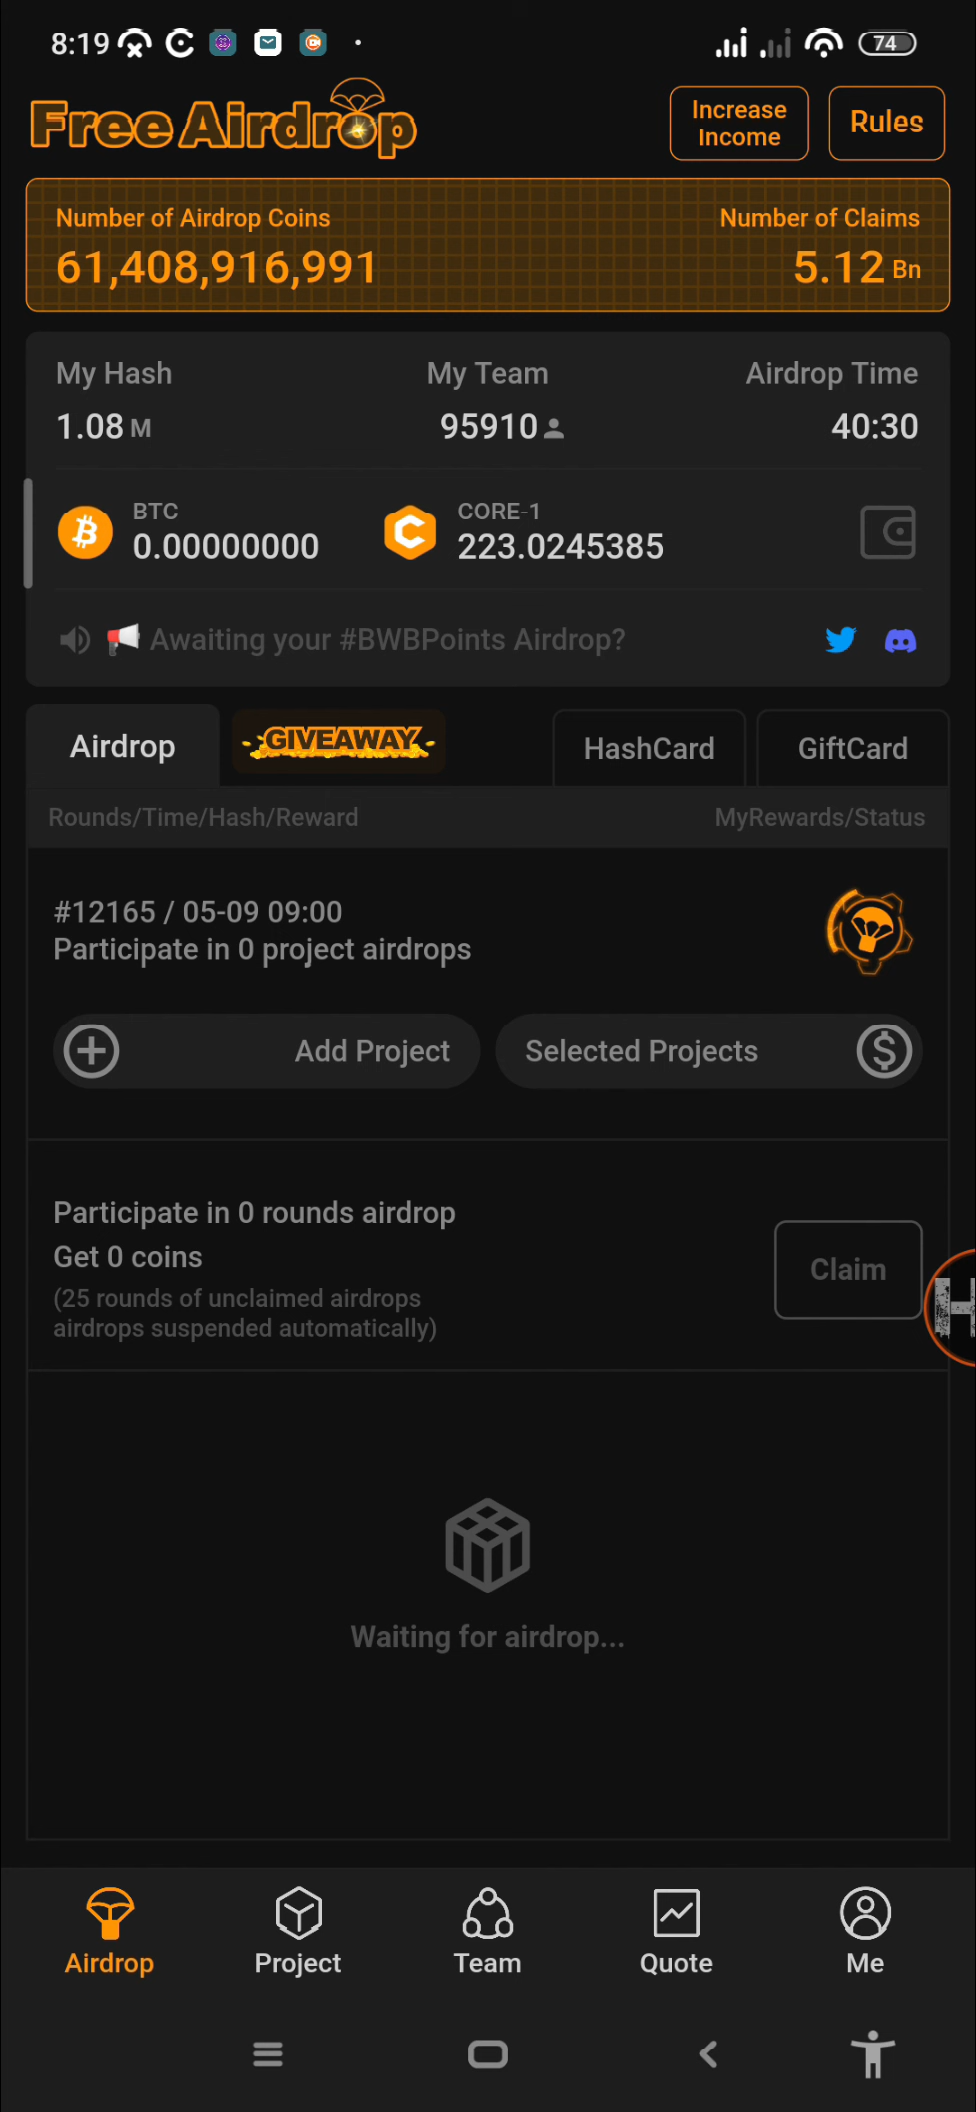 8:19
74
Free Airdrop
Increase
Income
Rules
Number of Airdrop Coins
Number of Claims
61,408,916,991
5.12 Bn
My Hash
My Team
Airdrop Time
1.08 M
95910
40:30
BTC
0.00000000
CORE-1
223.0245385
Awaiting your #BWBPoints Airdrop?
Airdrop
GIVEAWAY
HashCard
GiftCard
Rounds/Time/Hash/Reward
MyRewards/Status
#12165 / 05-09 09:00
Participate in 0 project airdrops
Add Project
Selected Projects
Participate in 0 rounds airdrop
Get 0 coins
(25 rounds of unclaimed airdrops
airdrops suspended automatically)
Claim
H
Waiting for airdrop...
Airdrop
Project
Team
Quote
Me